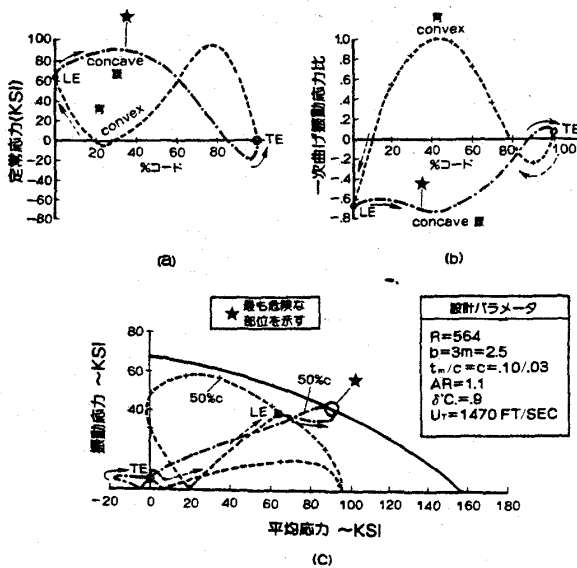 定常応力(KSI)
100
80
60
40
20
0
−20
−40
−60
−80
0
20
40
60
80
%コード
LE
TE
concave 腹
背
convex
(a)
一次曲げ振動応力比
1.0
.8
.6
.4
.2
0
−.2
−.4
−.6
−.8
20
40
60
80
100
%コード
背
convex
LE
TE
concave 腹
(b)
★ 最も危険な
部位を示す
振動応力 ~KSI
80
60
40
50%c
50%c
LE
TE
−20
0
20
40
60
80
100
120
140
160
180
平均応力 ~KSI
(C)
設計パラメータ
R=564
b=3m=2.5
tm/c=c=.10/.03
AR=1.1
δ℃=.9
UT=1470 FT/SEC